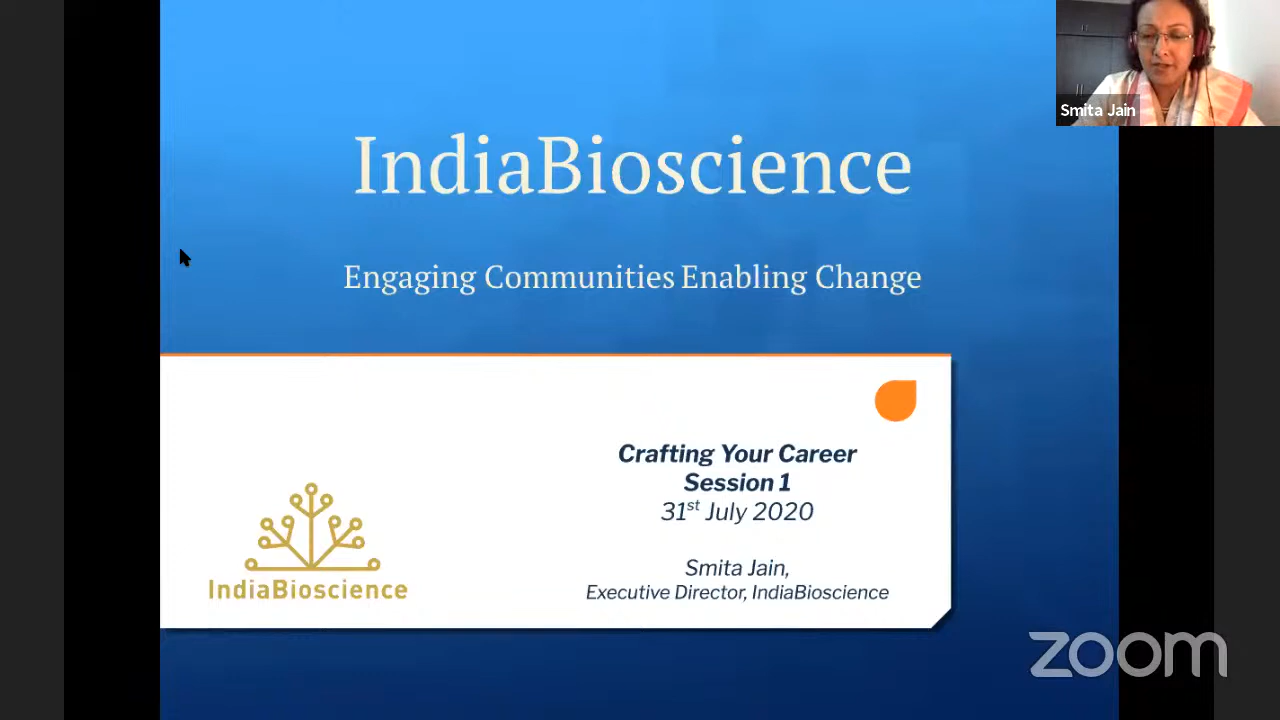 Smita Jain
IndiaBioscience
Engaging Communities Enabling Change
Crafting Your Career
Session 1
31st July 2020
Smita Jain,
Executive Director, IndiaBioscience
IndiaBioscience
zoom